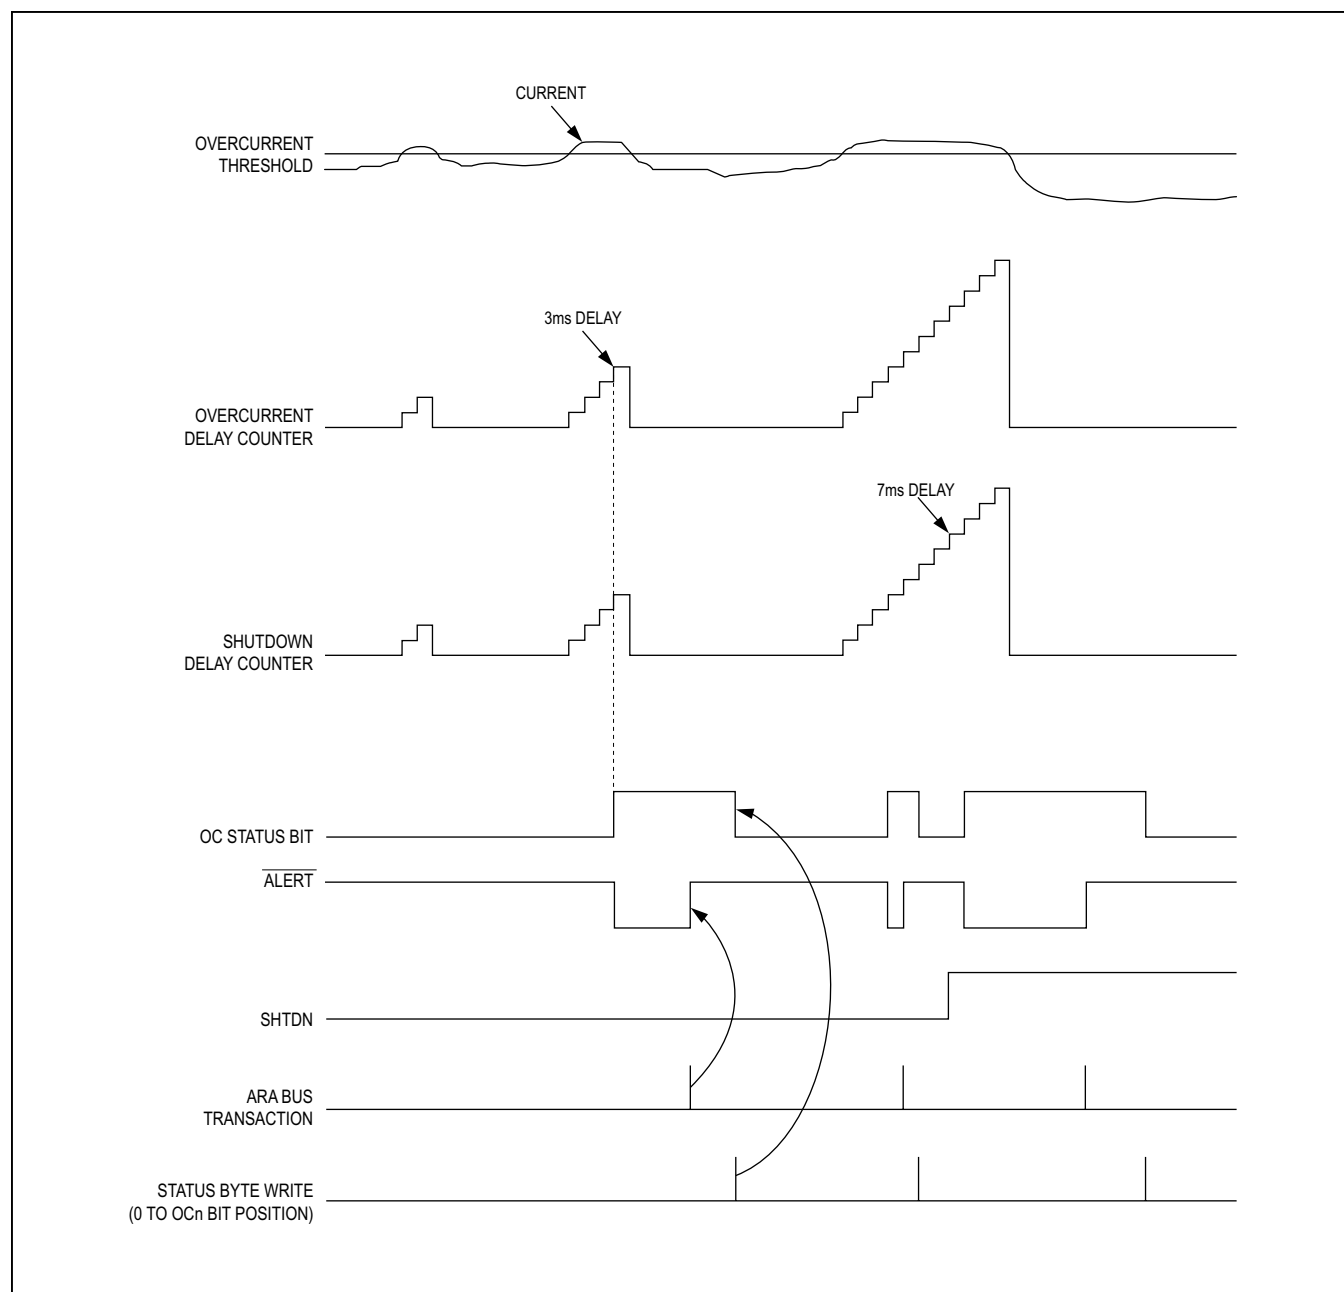 CURRENT
OVERCURRENT
THRESHOLD
3ms DELAY
OVERCURRENT
DELAY COUNTER
7ms DELAY
SHUTDOWN
DELAY COUNTER
OC STATUS BIT
ALERT
SHTDN
ARA BUS
TRANSACTION
STATUS BYTE WRITE
(0 TO OCn BIT POSITION)